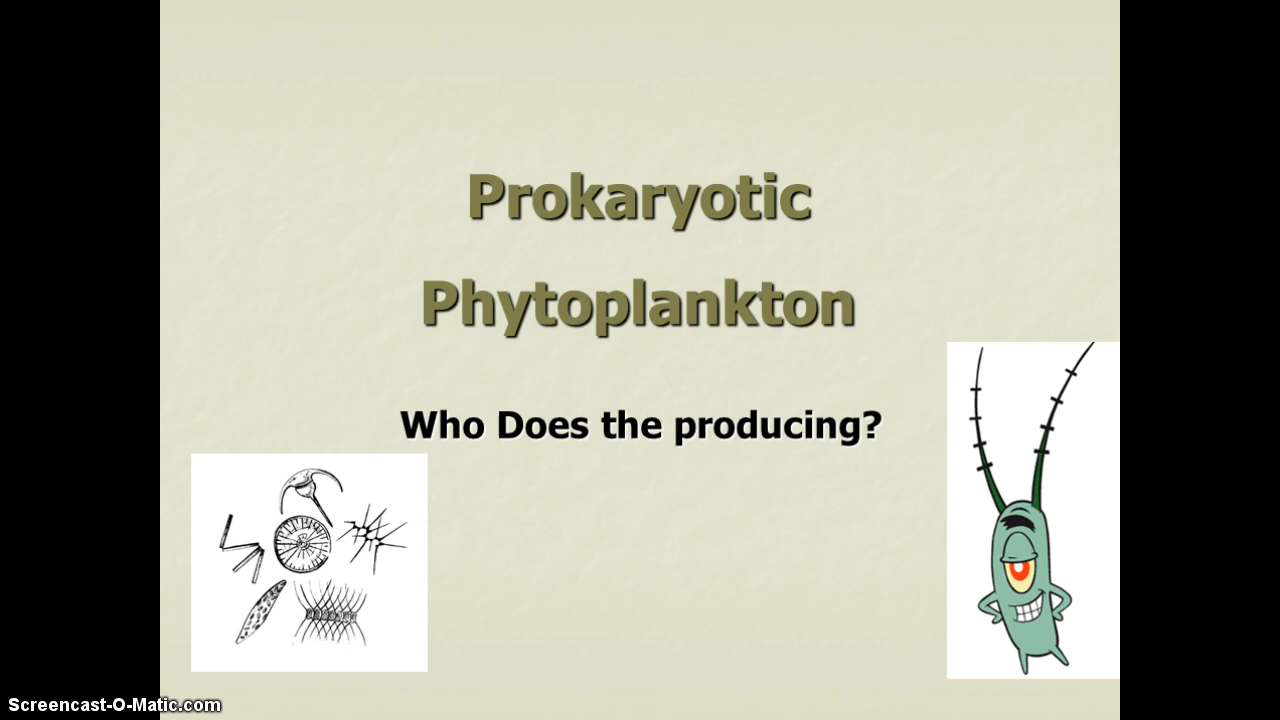 Prokaryotic
Phytoplankton
Who Does the producing?
Screencast-O-Matic.com